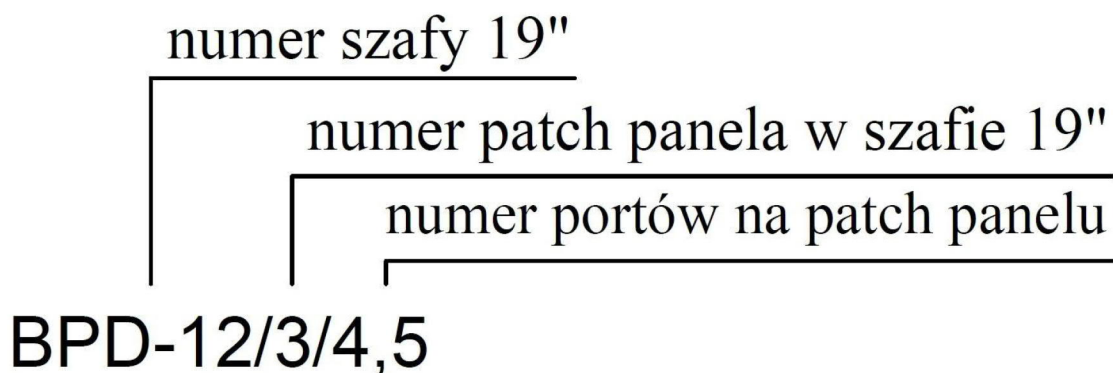 numer szafy 19"
numer patch panela w szafie 19"
numer portów na patch panelu
BPD-12/3/4,5